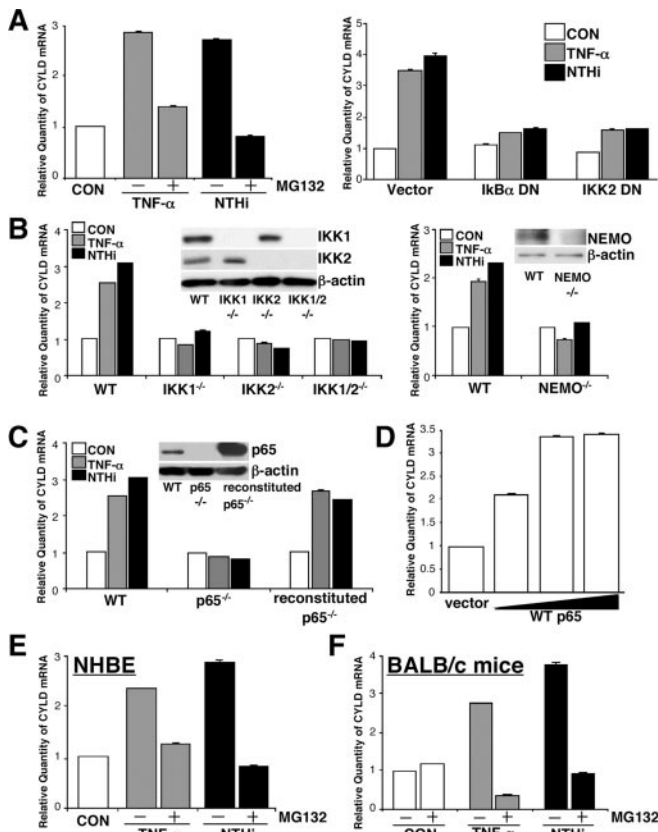 A
Relative Quantity of CYLD mRNA
3
2
1
0
CON
− + − + MG132
TNF-α NTHi
Relative Quantity of CYLD mRNA
5
4
3
2
1
0
CON
TNF-α
NTHi
Vector IkBα DN IKK2 DN
B
Relative Quantity of CYLD mRNA
4
3
2
1
0
CON
TNF-α
NTHi
IKK1
IKK2
β-actin
WT IKK1 IKK2 IKK1/2
-/- -/- -/-
WT IKK1-/- IKK2-/- IKK1/2-/-
Relative Quantity of CYLD mRNA
3
2
1
0
CON
TNF-α
NTHi
NEMO
β-actin
WT NEMO
-/-
WT NEMO-/-
C
Relative Quantity of CYLD mRNA
4
3
2
1
0
CON
TNF-α
NTHi
p65
β-actin
WT p65 reconstituted
-/- p65-/-
WT p65-/- reconstituted
p65-/-
D
Relative Quantity of CYLD mRNA
3.5
3
2.5
2
1.5
1
0.5
0
vector
WT p65
E
NHBE
Relative Quantity of CYLD mRNA
3
2
1
0
CON
− + − + MG132
F
BALB/c mice
Relative Quantity of CYLD mRNA
4
3
2
1
0
− + − + − + MG132